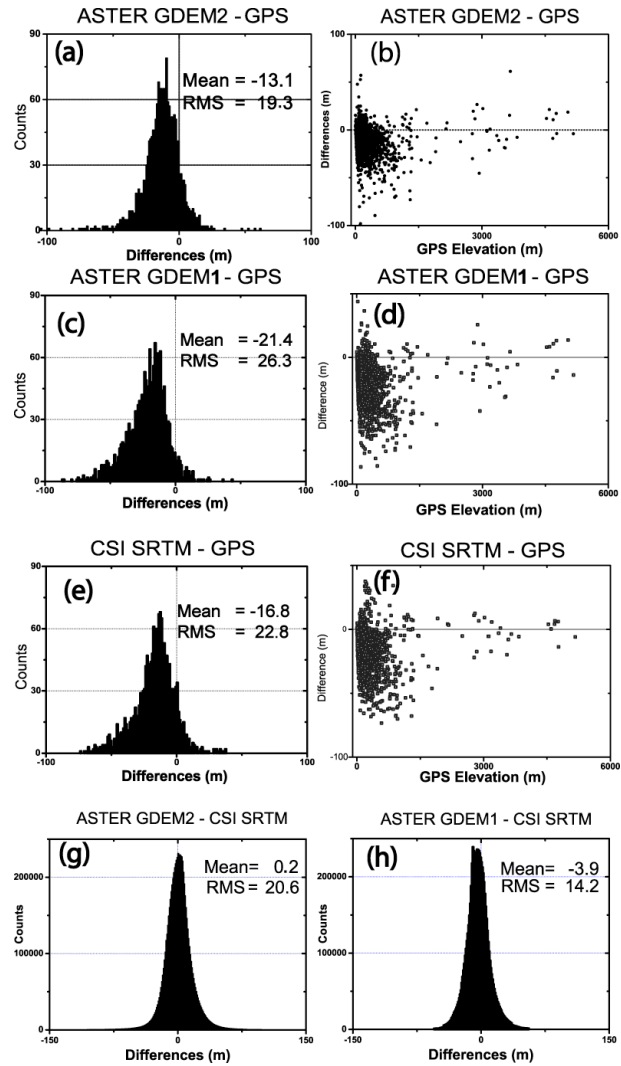 ASTER GDEM2 - GPS
(a)
Mean = -13.1
RMS = 19.3
90
60
30
0
Counts
-100
0
100
Differences (m)
(b)
100
0
-100
Differences (m)
0
3000
6000
GPS Elevation (m)
ASTER GDEM1 - GPS
(c)
Mean = -21.4
RMS = 26.3
90
60
30
0
Counts
-100
0
100
Differences (m)
ASTER GDEM1 - GPS
(d)
0
-100
Difference (m)
0
3000
6000
GPS Elevation (m)
CSI SRTM - GPS
(e)
Mean = -16.8
RMS = 22.8
90
60
30
0
Counts
-100
0
100
Differences (m)
CSI SRTM - GPS
(f)
0
-100
Difference (m)
0
3000
6000
GPS Elevation (m)
ASTER GDEM2 - CSI SRTM
(g)
Mean= 0.2
RMS= 20.6
200000
100000
0
Counts
-150
0
150
Differences (m)
ASTER GDEM1 - CSI SRTM
(h)
Mean= -3.9
RMS = 14.2
200000
100000
0
Counts
-150
0
150
Differences (m)